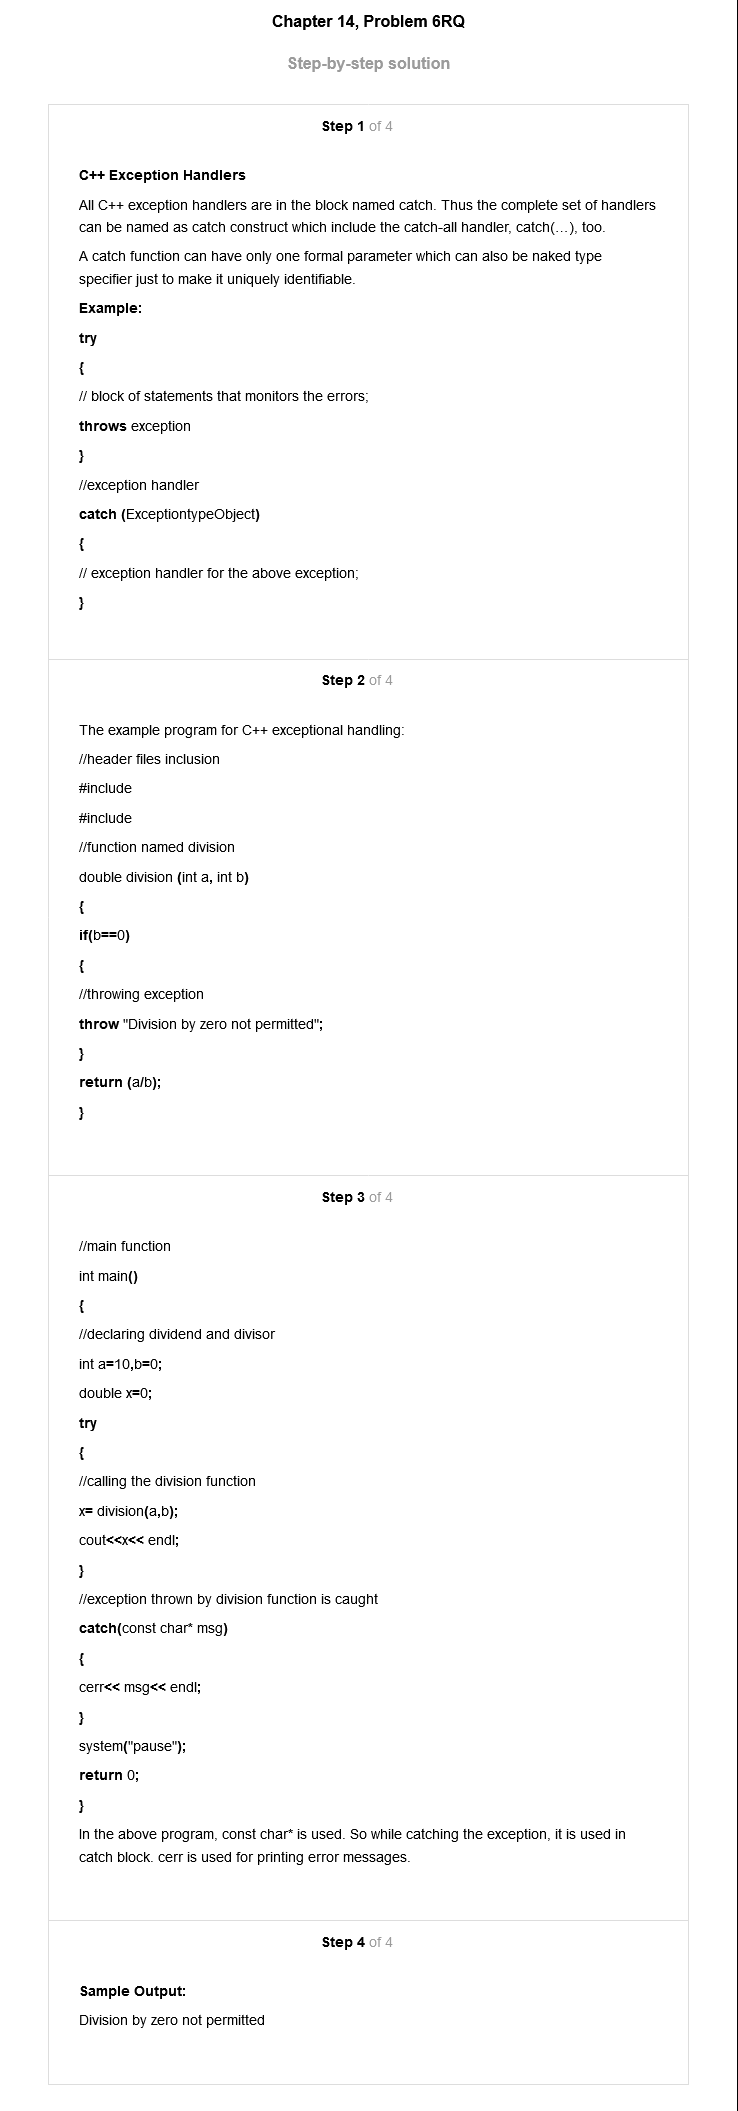 Chapter 14, Problem 6RQ
Step-by-step solution
Step 1 of 4
C++ Exception Handlers
All C++ exception handlers are in the block named catch. Thus the complete set of handlers
can be named as catch construct which include the catch-all handler, catch(...), too.
A catch function can have only one formal parameter which can also be naked type
specifier just to make it uniquely identifiable.
Example:
try
{
// block of statements that monitors the errors;
throws exception
}
//exception handler
catch (ExceptiontypeObject)
{
// exception handler for the above exception;
}
Step 2 of 4
The example program for C++ exceptional handling:
//header files inclusion
#include
#include
//function named division
double division (int a, int b)
{
if(b==0)
{
//throwing exception
throw "Division by zero not permitted";
}
return (a/b);
}
Step 3 of 4
//main function
int main()
{
//declaring dividend and divisor
int a=10,b=0;
double x=0;
try
{
//calling the division function
x= division(a,b);
cout<<x<< endl;
}
//exception thrown by division function is caught
catch(const char* msg)
{
cerr<< msg<< endl;
}
system("pause");
return 0;
}
In the above program, const char* is used. So while catching the exception, it is used in
catch block. cerr is used for printing error messages.
Step 4 of 4
Sample Output:
Division by zero not permitted